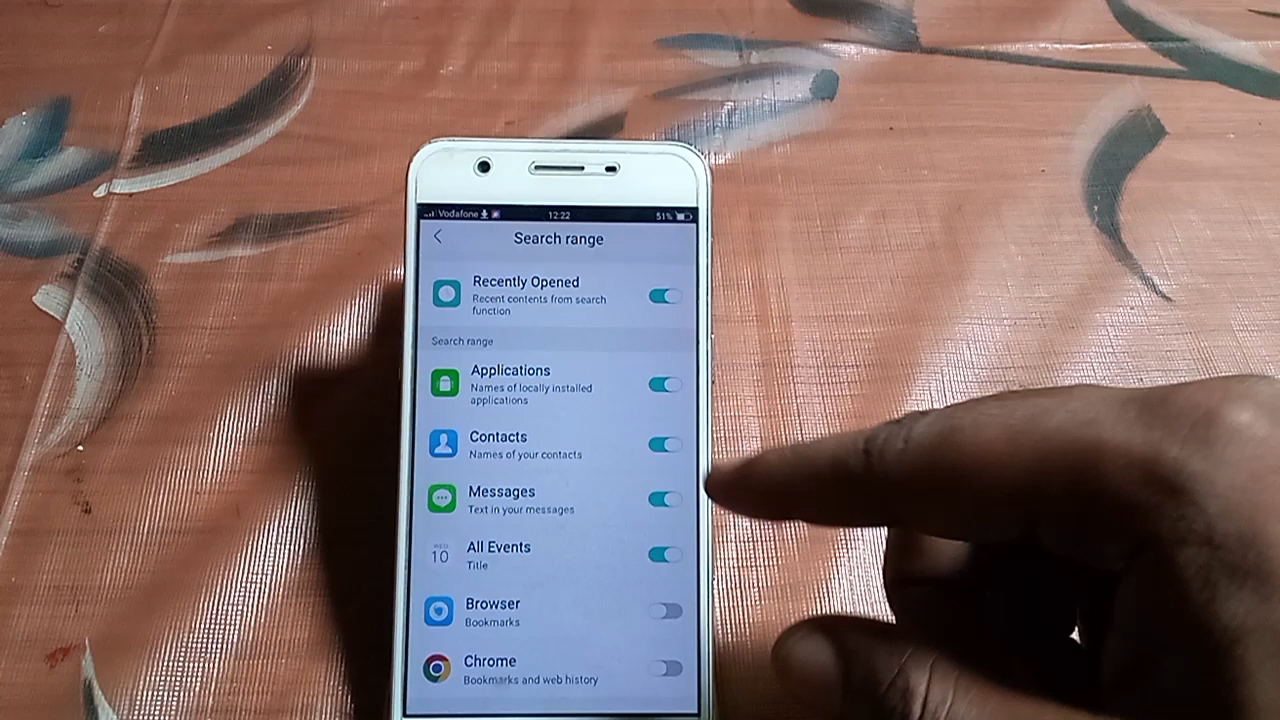 Vodafone 12:22 51%
Search range
Recently Opened
Recent contents from search
function
Search range
Applications
Names of locally installed
applications
Contacts
Names of your contacts
Messages
Text in your messages
WED
10
All Events
Title
Browser
Bookmarks
Chrome
Bookmarks and web history